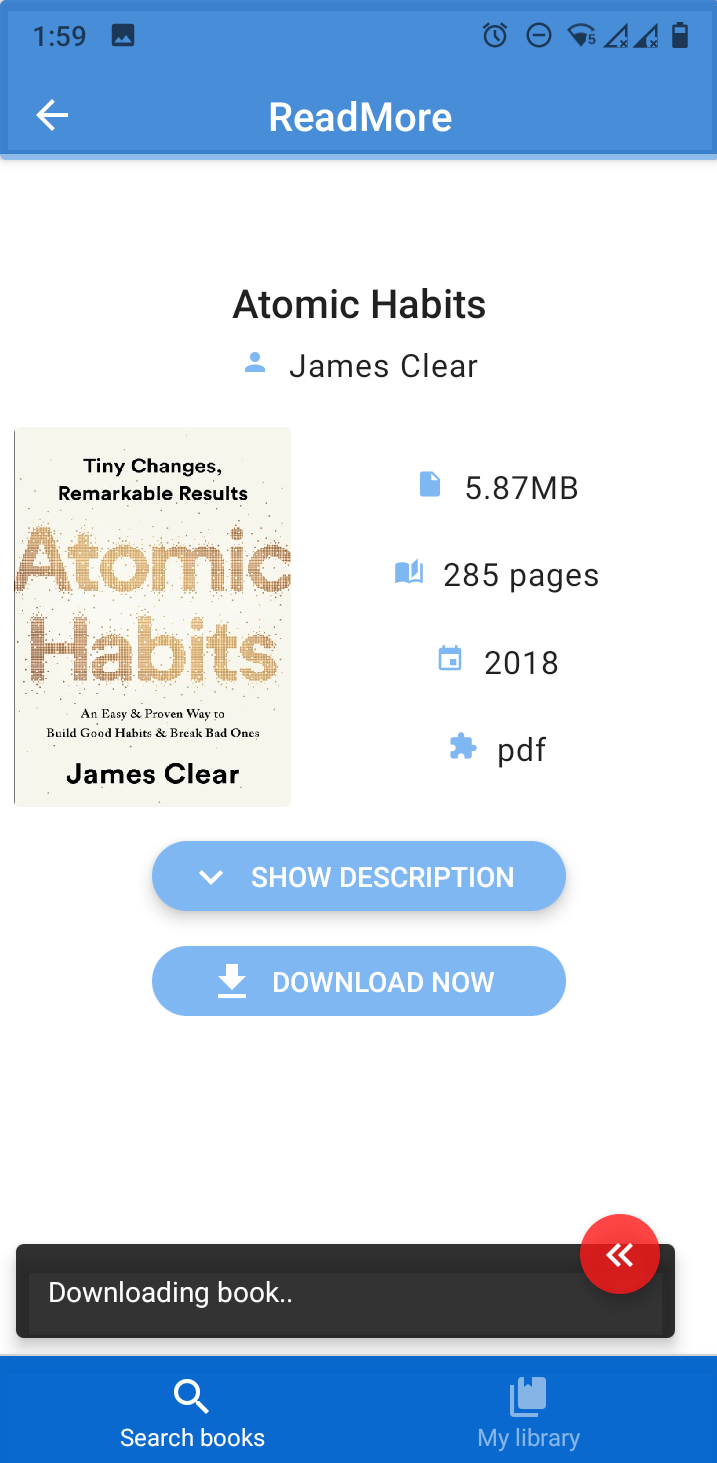 1:59
5
ReadMore
Atomic Habits
James Clear
Tiny Changes,
Remarkable Results
Atomic
Habits
An Easy & Proven Way to
Build Good Habits & Break Bad Ones
James Clear
5.87MB
285 pages
2018
pdf
SHOW DESCRIPTION
DOWNLOAD NOW
Downloading book..
Search books
My library